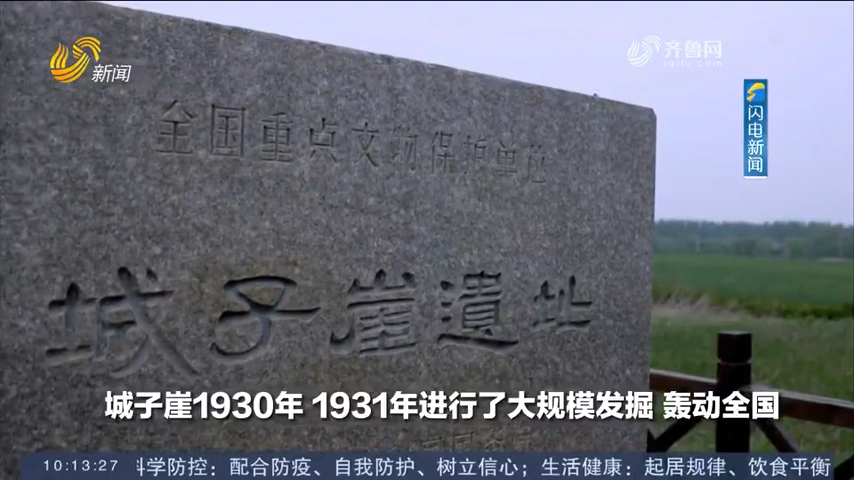 新闻
齐鲁网
闪电新闻
全国重点文物保护单位
城子崖遺址
城子崖1930年 1931年进行了大规模发掘 轰动全国
10:13:27 科学防控：配合防疫、自我防护、树立信心；生活健康：起居规律、饮食平衡